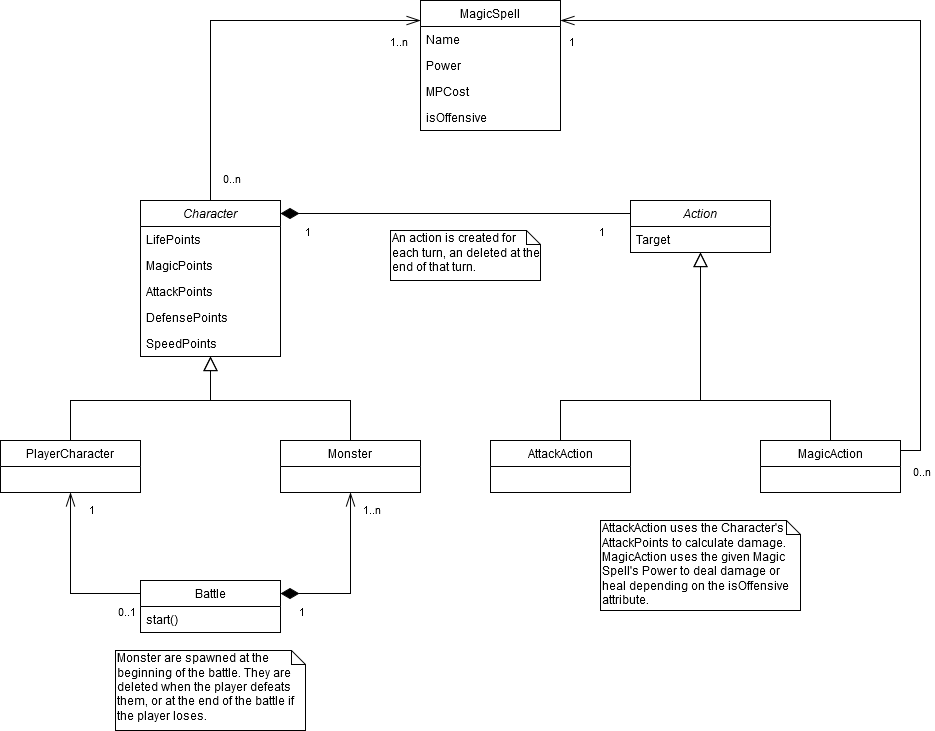 MagicSpell
Name
Power
MPCost
isOffensive
1..n
1
0..n
Character
LifePoints
MagicPoints
AttackPoints
DefensePoints
SpeedPoints
1
An action is created for
each turn, an deleted at the
end of that turn.
1
Action
Target
PlayerCharacter
Monster
AttackAction
MagicAction
0..n
1
1..n
AttackAction uses the Character's
AttackPoints to calculate damage.
MagicAction uses the given Magic
Spell's Power to deal damage or
heal depending on the isOffensive
attribute.
0..1
Battle
start()
1
Monster are spawned at the
beginning of the battle. They are
deleted when the player defeats
them, or at the end of the battle if
the player loses.